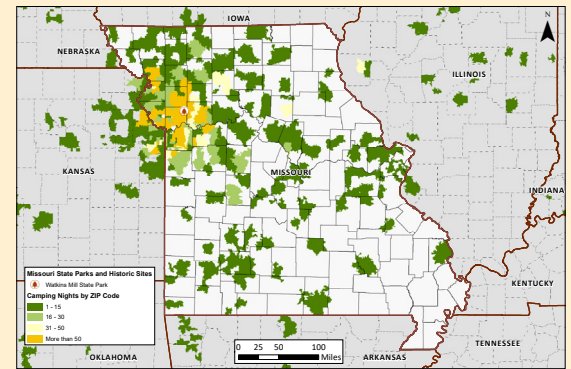 IOWA
N
NEBRASKA
ILLINOIS
KANSAS
MISSOURI
INDIANA
Missouri State Parks and Historic Sites
Watkins Mill State Park
Camping Nights by ZIP Code
1 - 15
16 - 30
31 - 50
More than 50
KENTUCKY
TENNESSEE
OKLAHOMA
0 25 50 100
Miles
ARKANSAS